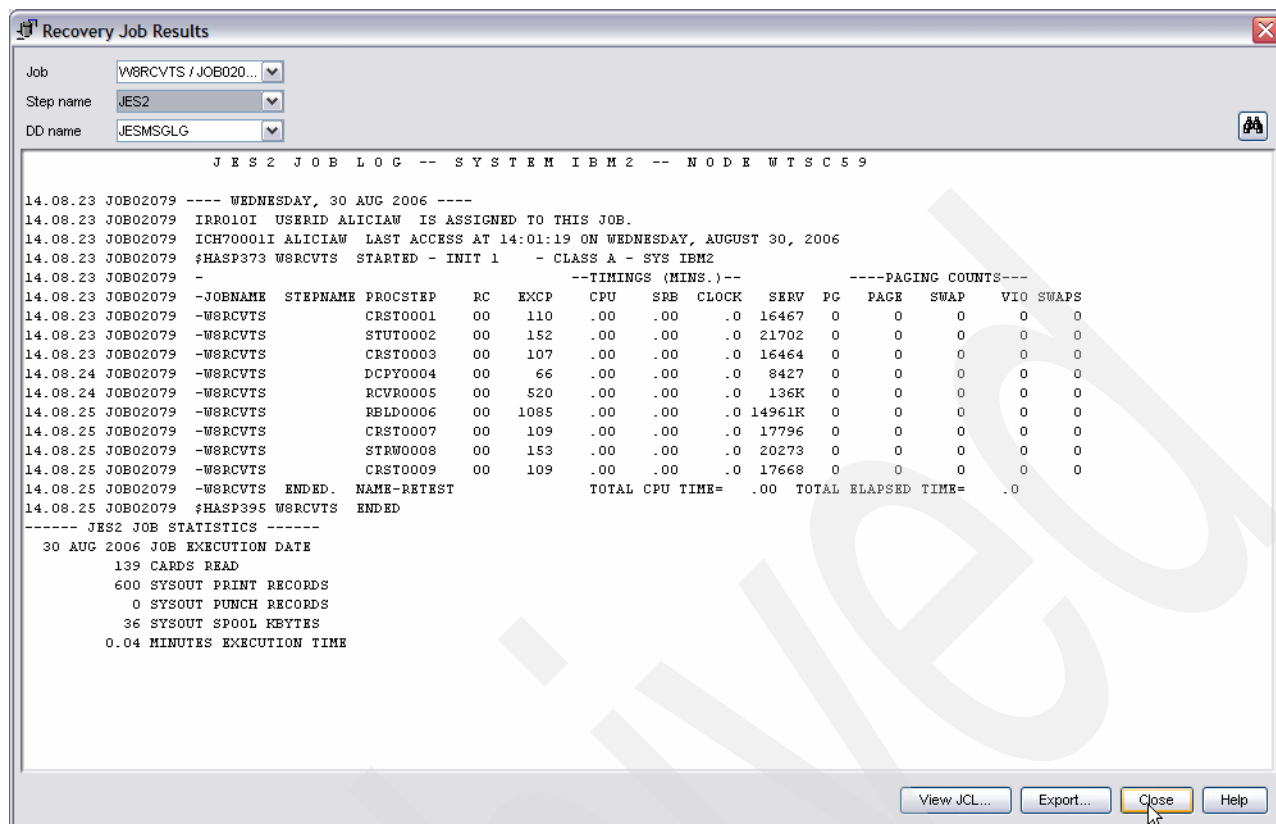 Recovery Job Results
Job W8RCVTS / JOB020...
Step name JES2
DD name JESMSGLG
J E S 2 J O B L O G -- S Y S T E M I B M 2 -- N O D E W T S C 5 9
14.08.23 JOB02079 ---- WEDNESDAY, 30 AUG 2006 ----
14.08.23 JOB02079 IRR010I USERID ALICIAW IS ASSIGNED TO THIS JOB.
14.08.23 JOB02079 ICH70001I ALICIAW LAST ACCESS AT 14:01:19 ON WEDNESDAY, AUGUST 30, 2006
14.08.23 JOB02079 $HASP373 W8RCVTS STARTED - INIT 1 - CLASS A - SYS IBM2
14.08.23 JOB02079 - --TIMINGS (MINS.)-- ----PAGING COUNTS---
14.08.23 JOB02079 -JOBNAME STEPNAME PROCSTEP RC EXCP CPU SRB CLOCK SERV PG PAGE SWAP VIO SWAPS
14.08.23 JOB02079 -W8RCVTS CRST0001 00 110 .00 .00 .0 16467 0 0 0 0 0
14.08.23 JOB02079 -W8RCVTS STUT0002 00 152 .00 .00 .0 21702 0 0 0 0 0
14.08.23 JOB02079 -W8RCVTS CRST0003 00 107 .00 .00 .0 16464 0 0 0 0 0
14.08.24 JOB02079 -W8RCVTS DCPY0004 00 66 .00 .00 .0 8427 0 0 0 0 0
14.08.24 JOB02079 -W8RCVTS RCVR0005 00 520 .00 .00 .0 136K 0 0 0 0 0
14.08.25 JOB02079 -W8RCVTS RBLD0006 00 1085 .00 .00 .0 14961K 0 0 0 0 0
14.08.25 JOB02079 -W8RCVTS CRST0007 00 109 .00 .00 .0 17796 0 0 0 0 0
14.08.25 JOB02079 -W8RCVTS STRW0008 00 153 .00 .00 .0 20273 0 0 0 0 0
14.08.25 JOB02079 -W8RCVTS CRST0009 00 109 .00 .00 .0 17668 0 0 0 0 0
14.08.25 JOB02079 -W8RCVTS ENDED. NAME-RETEST TOTAL CPU TIME= .00 TOTAL ELAPSED TIME= .0
14.08.25 JOB02079 $HASP395 W8RCVTS ENDED
------ JES2 JOB STATISTICS ------
30 AUG 2006 JOB EXECUTION DATE
139 CARDS READ
600 SYSOUT PRINT RECORDS
0 SYSOUT PUNCH RECORDS
36 SYSOUT SPOOL KBYTES
0.04 MINUTES EXECUTION TIME
View JCL... Export... Close Help